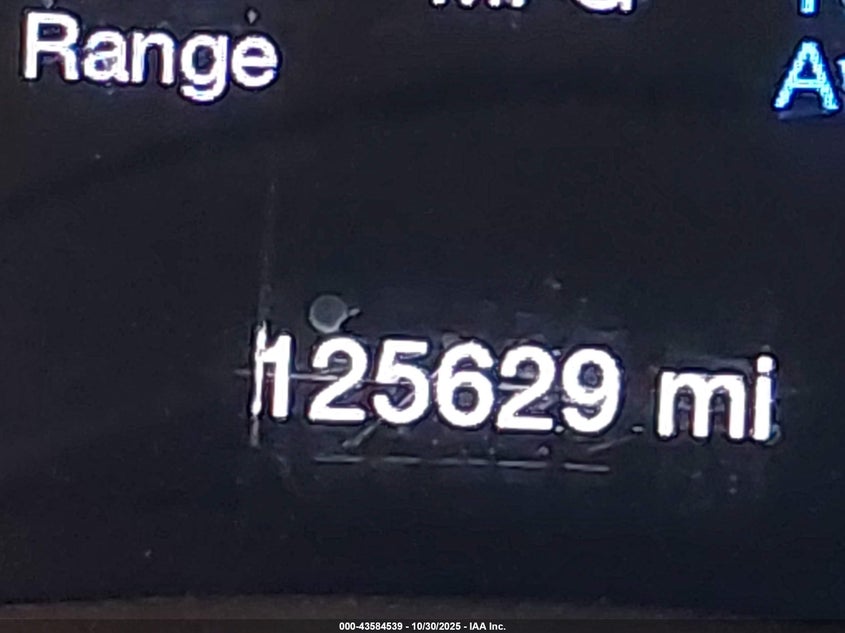 Range
125629 mi
000-43584539 - 10/30/2025 - IAA Inc.